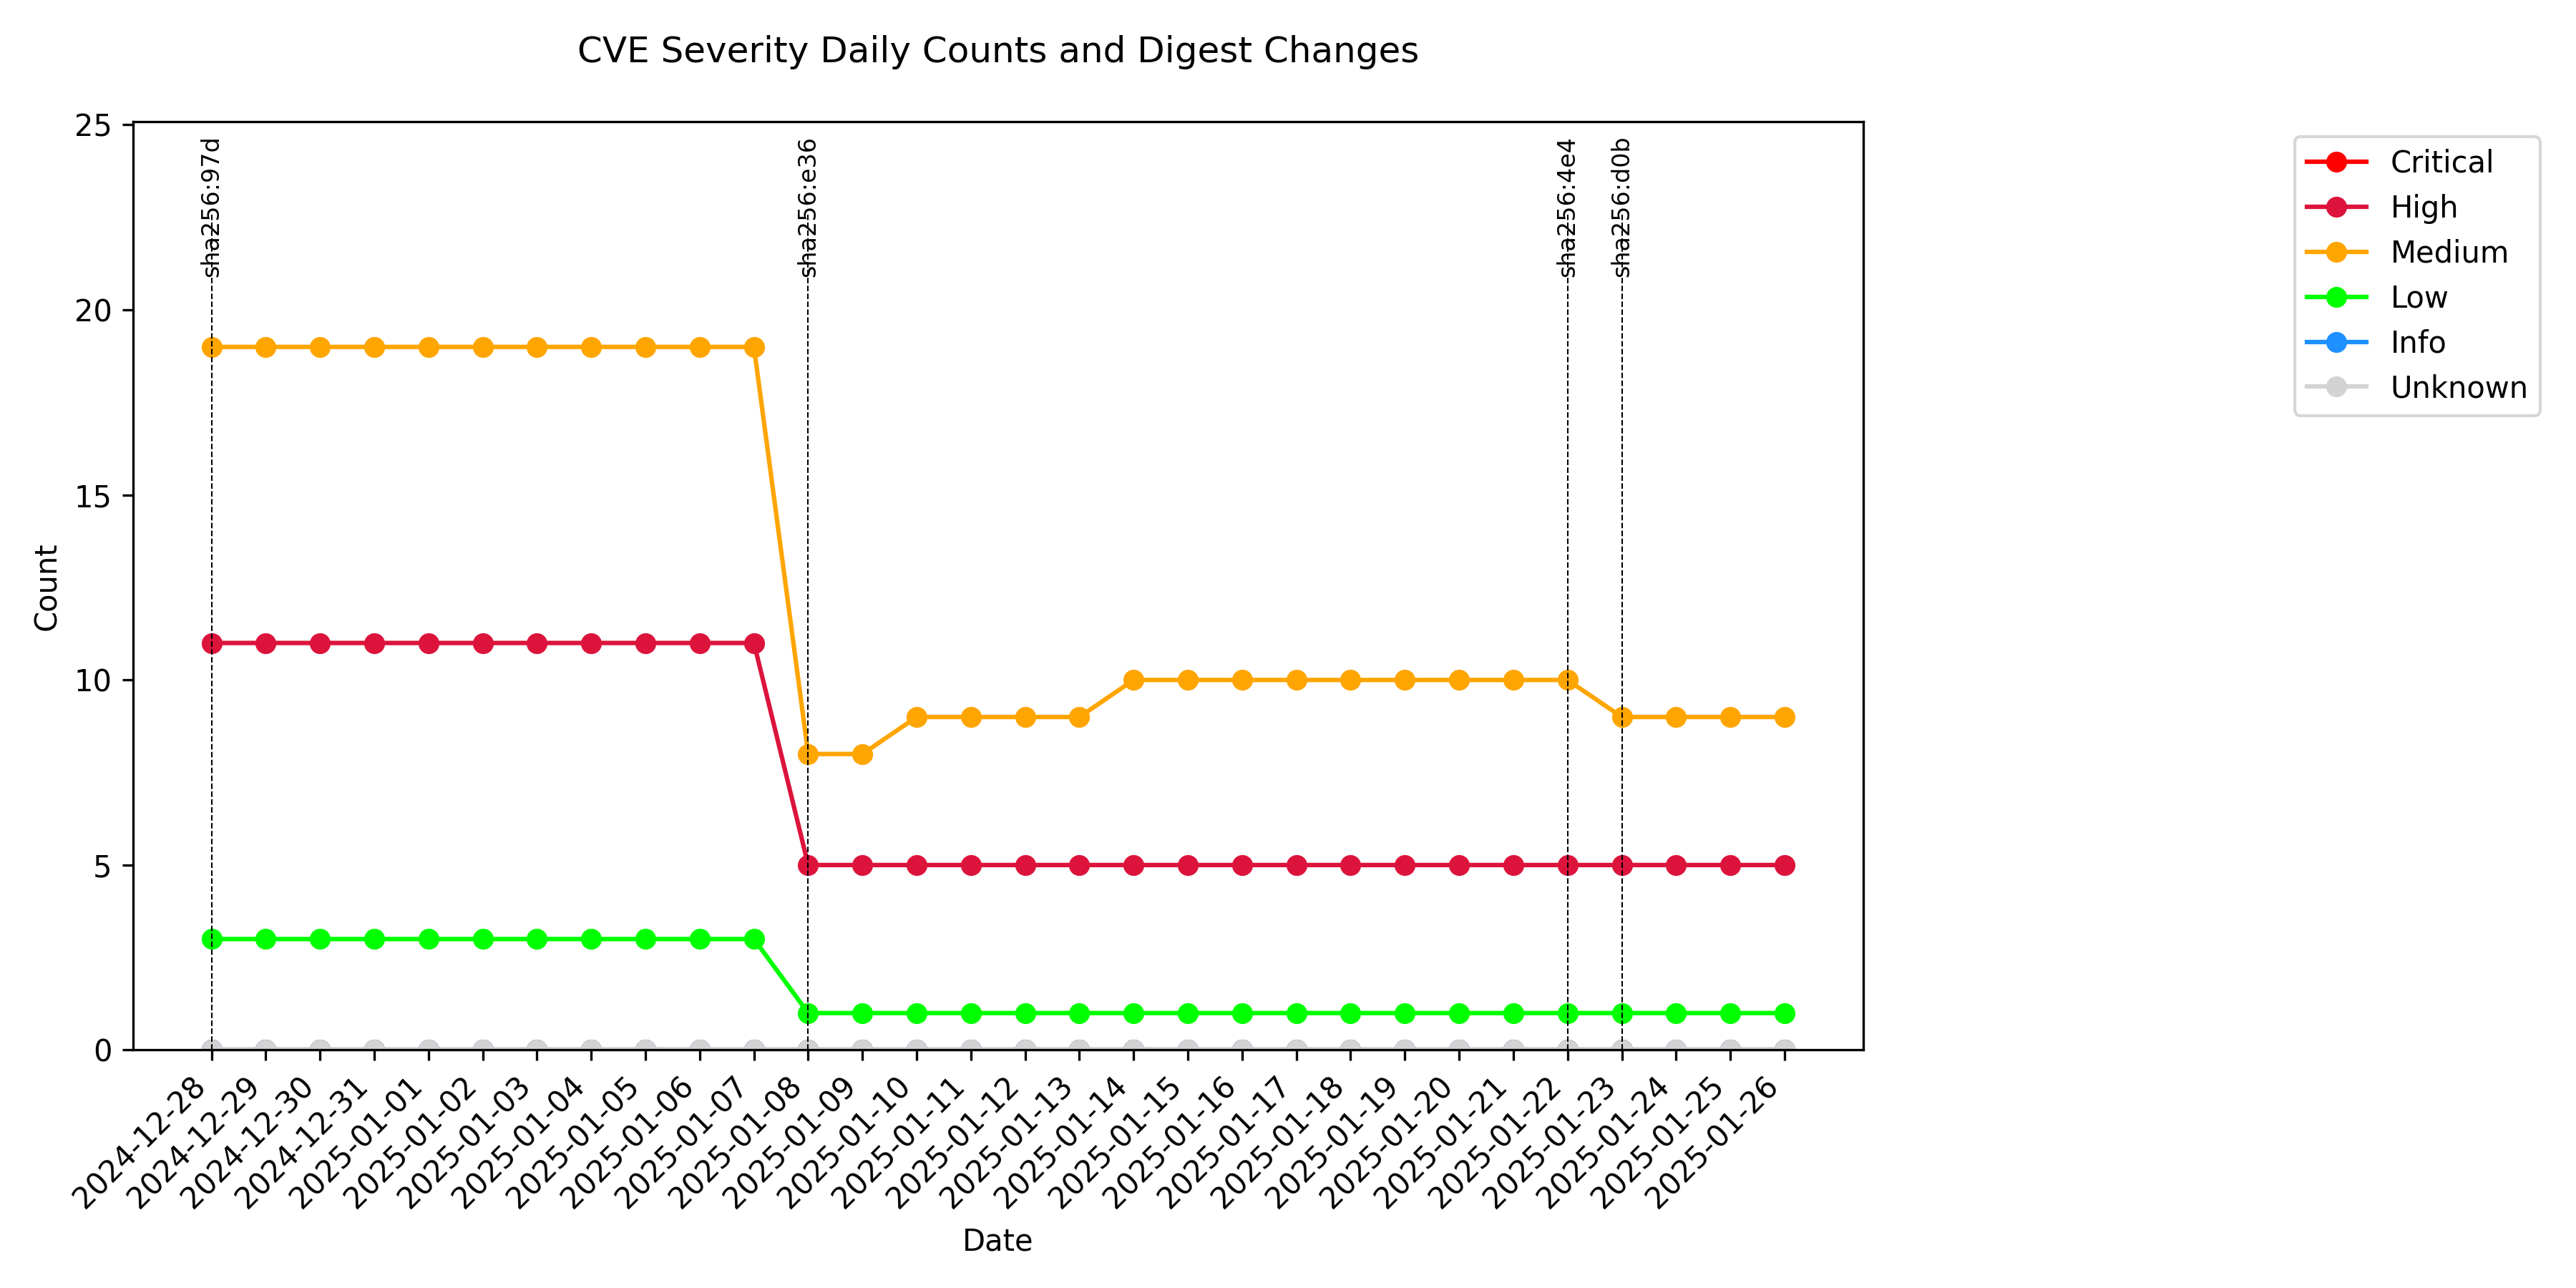 CVE Severity Daily Counts and Digest Changes
25
20
15
10
5
0
Count
sha256:97d
sha256:e36
sha256:4e4
sha256:d0b
Critical
High
Medium
Low
Info
Unknown
2024-12-28
2024-12-29
2024-12-30
2024-12-31
2025-01-01
2025-01-02
2025-01-03
2025-01-04
2025-01-05
2025-01-06
2025-01-07
2025-01-08
2025-01-09
2025-01-10
2025-01-11
2025-01-12
2025-01-13
2025-01-14
2025-01-15
2025-01-16
2025-01-17
2025-01-18
2025-01-19
2025-01-20
2025-01-21
2025-01-22
2025-01-23
2025-01-24
2025-01-25
2025-01-26
Date